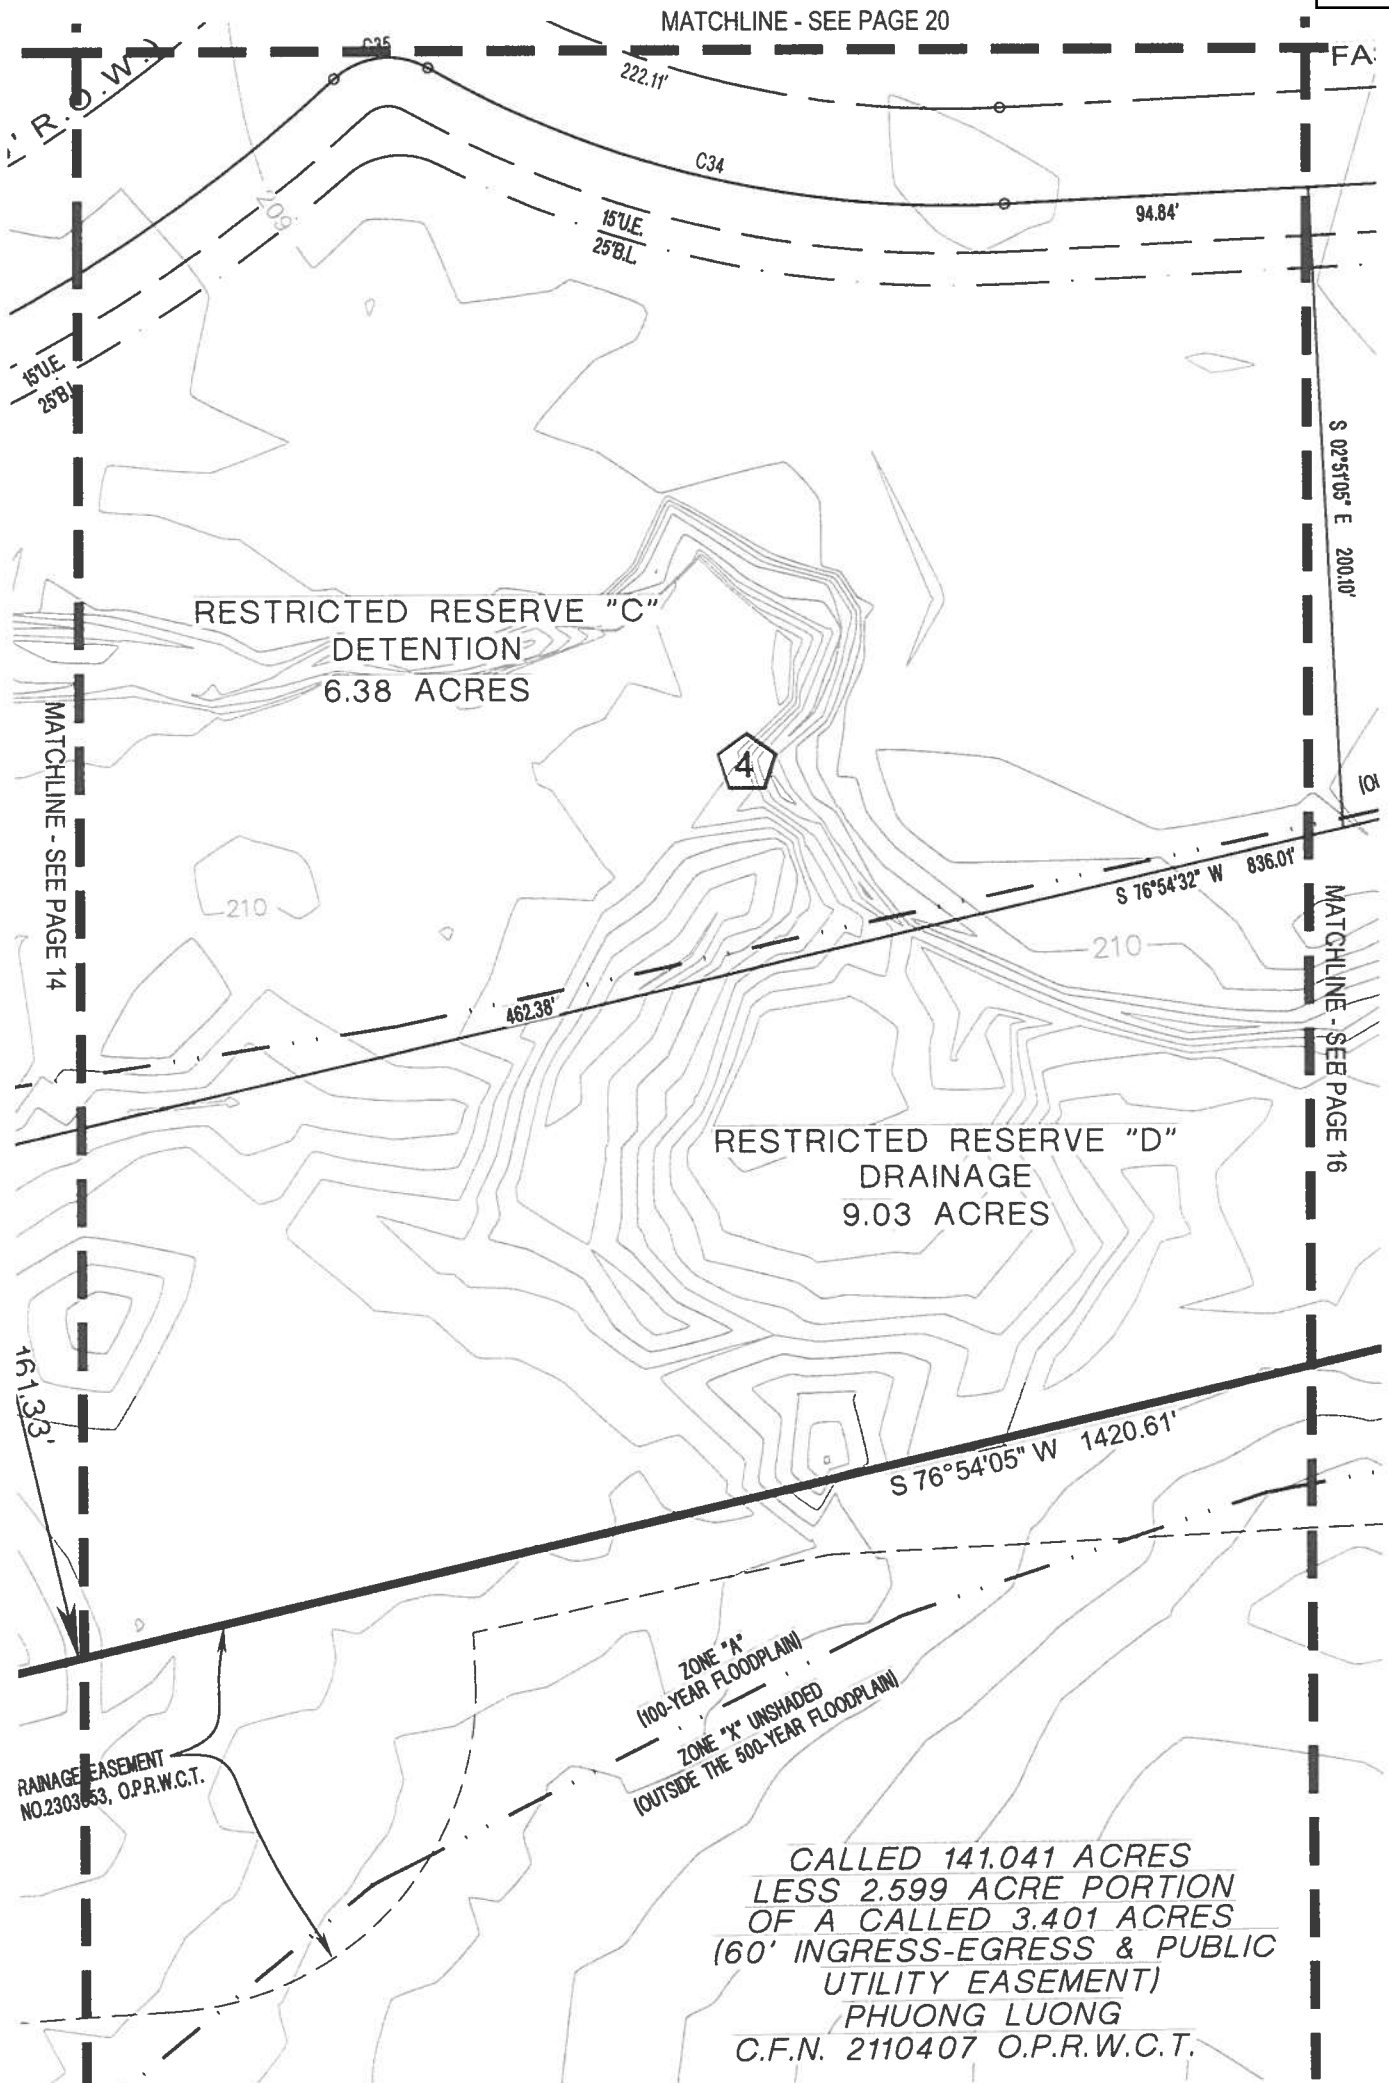 MATCHLINE - SEE PAGE 20
C35
222.11'
' R.O.W.)
209
C34
94.84'
15'U.E.
25'B.L.
15'U.E.
25'B.L
S 02°51'05" E 200.10'
RESTRICTED RESERVE "C"
DETENTION
6.38 ACRES
MATCHLINE - SEE PAGE 14
4
210
S 76°54'32" W 836.01'
210
462.38'
MATCHLINE - SEE PAGE 16
RESTRICTED RESERVE "D"
DRAINAGE
9.03 ACRES
161.33'
S 76°54'05" W 1420.61'
ZONE "A"
(100-YEAR FLOODPLAIN)
ZONE "X" UNSHADED
(OUTSIDE THE 500-YEAR FLOODPLAIN)
RAINAGE EASEMENT
O.P.R.W.C.T.
CALLED 141.041 ACRES
LESS 2.599 ACRE PORTION
OF A CALLED 3.401 ACRES
(60' INGRESS-EGRESS & PUBLIC
UTILITY EASEMENT)
PHUONG LUONG
C.F.N. 2110407 O.P.R.W.C.T.